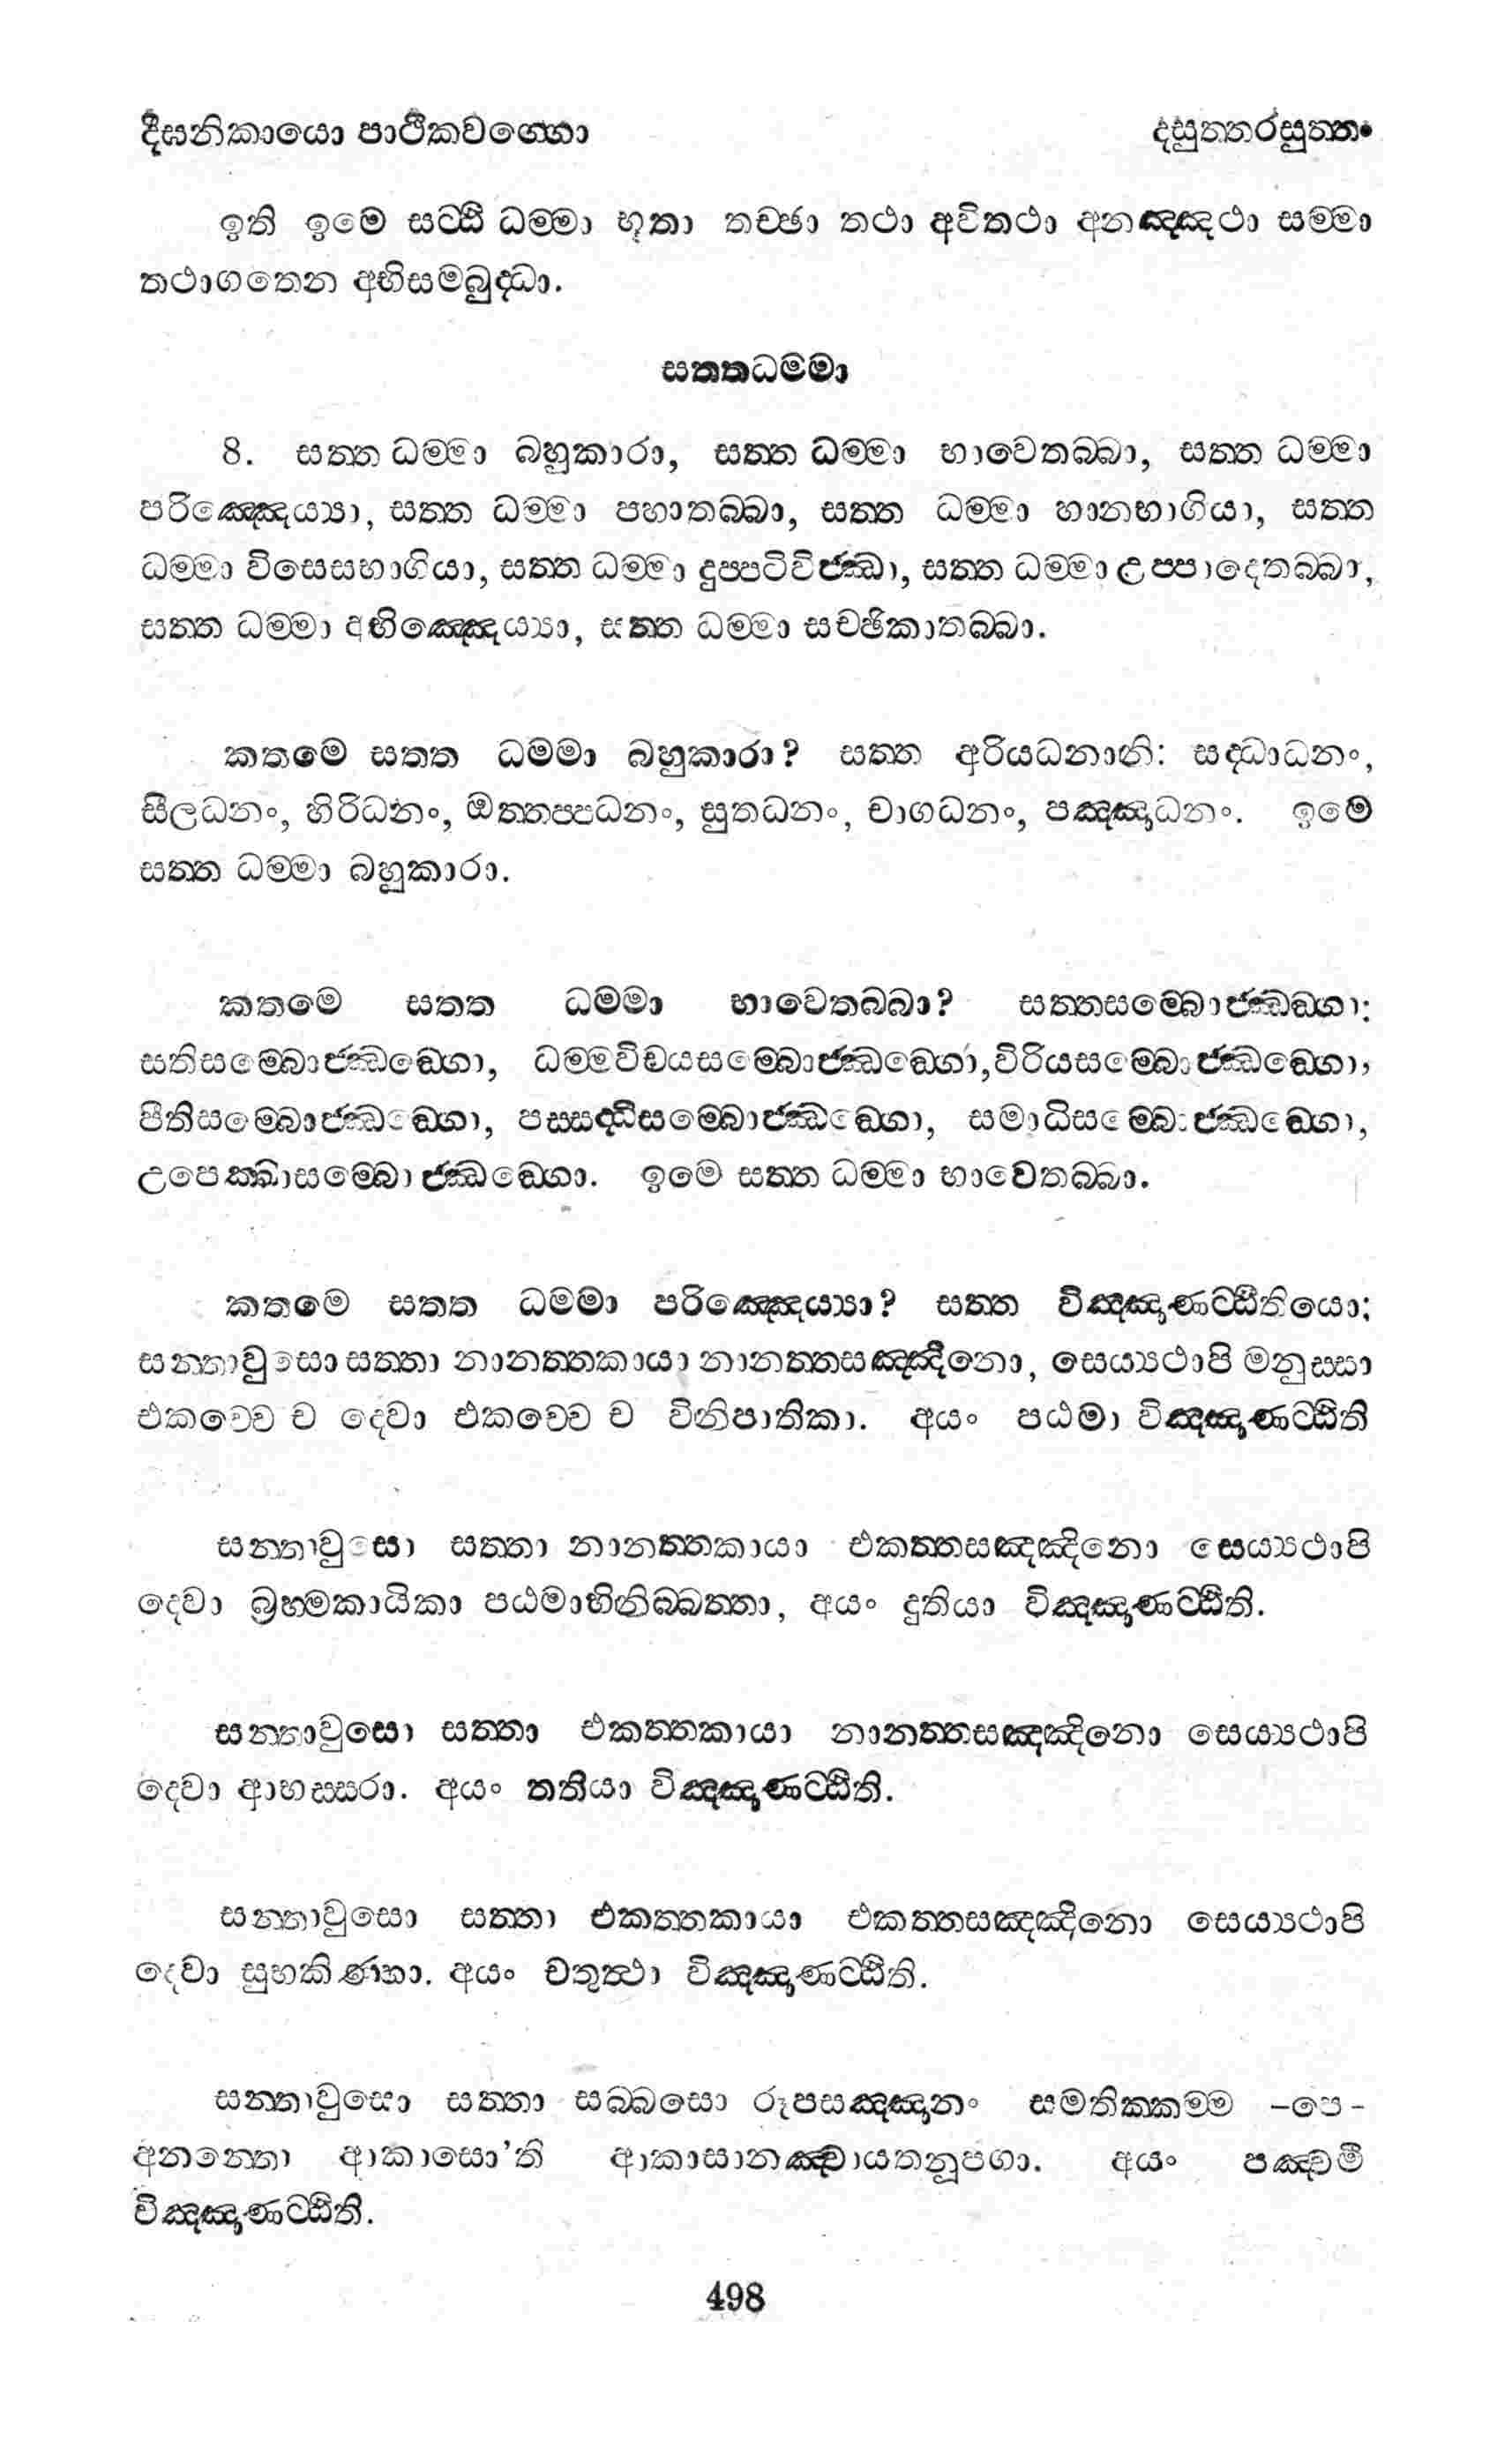 දීඝනිකායො පාථිකවග්ගො දසුත්තරසුත්තං
ඉති ඉමෙ සට්ඨි ධම්මා භූතා තච්ඡා තථා අවිතථා අනඤ්ඤථා සම්මා
තථාගතෙන අභිසම්බුද්ධා.
සත්තධම්මා
8. සත්ත ධම්මා බහුකාරා, සත්ත ධම්මා භාවෙතබ්බා, සත්ත ධම්මා
පරිඤ්ඤෙය්‍යා, සත්ත ධම්මා පහාතබ්බා, සත්ත ධම්මා හානභාගියා, සත්ත
ධම්මා විසෙසභාගියා, සත්ත ධම්මා දුප්පටිවිජ්ඣා, සත්ත ධම්මා උප්පාදෙතබ්බා,
සත්ත ධම්මා අභිඤ්ඤෙය්‍යා, සත්ත ධම්මා සච්ඡිකාතබ්බා.
කතමෙ සත්ත ධම්මා බහුකාරා? සත්ත අරියධනානි: සද්ධාධනං,
සීලධනං, හිරිධනං, ඔත්තප්පධනං, සුතධනං, චාගධනං, පඤ්ඤාධනං. ඉමෙ
සත්ත ධම්මා බහුකාරා.
කතමෙ සත්ත ධම්මා භාවෙතබ්බා? සත්තසම්බොජ්ඣඞ්ගා:
සතිසම්බොජ්ඣඞ්ගො, ධම්මවිචයසම්බොජ්ඣඞ්ගො,විරියසම්බොජ්ඣඞ්ගො,
පීතිසම්බොජ්ඣඞ්ගො, පස්සද්ධිසම්බොජ්ඣඞ්ගො, සමාධිසම්බොජ්ඣඞ්ගො,
උපෙක්ඛාසම්බොජ්ඣඞ්ගො. ඉමෙ සත්ත ධම්මා භාවෙතබ්බා.
කතමෙ සත්ත ධම්මා පරිඤ්ඤෙය්‍යා? සත්ත විඤ්ඤාණට්ඨිතියො;
සන්තාවුසො සත්තා නානත්තකායා නානත්තසඤ්ඤීනො, සෙය්‍යථාපි මනුස්සා
එකච්චෙ ච දෙවා එකච්චෙ ච විනිපාතිකා. අයං පඨමා විඤ්ඤාණට්ඨිති
සන්තාවුසො සත්තා නානත්තකායා එකත්තසඤ්ඤිනො සෙය්‍යථාපි
දෙවා බ්‍රහ්මකායිකා පඨමාභිනිබ්බත්තා, අයං දුතියා විඤ්ඤාණට්ඨිති.
සන්තාවුසො සත්තා එකත්තකායා නානත්තසඤ්ඤිනො සෙය්‍යථාපි
දෙවා ආභස්සරා. අයං තතියා විඤ්ඤාණට්ඨිති.
සන්තාවුසො සත්තා එකත්තකායා එකත්තසඤ්ඤිනො සෙය්‍යථාපි
දෙවා සුභකිණ්හා. අයං චතුත්ථා විඤ්ඤාණට්ඨිති.
සන්තාවුසො සත්තා සබ්බසො රූපසඤ්ඤානං සමතික්කම්ම –පෙ–
අනන්තො ආකාසො’ති ආකාසානඤ්චායතනූපගා. අයං පඤ්චමී
විඤ්ඤාණට්ඨිති.
498